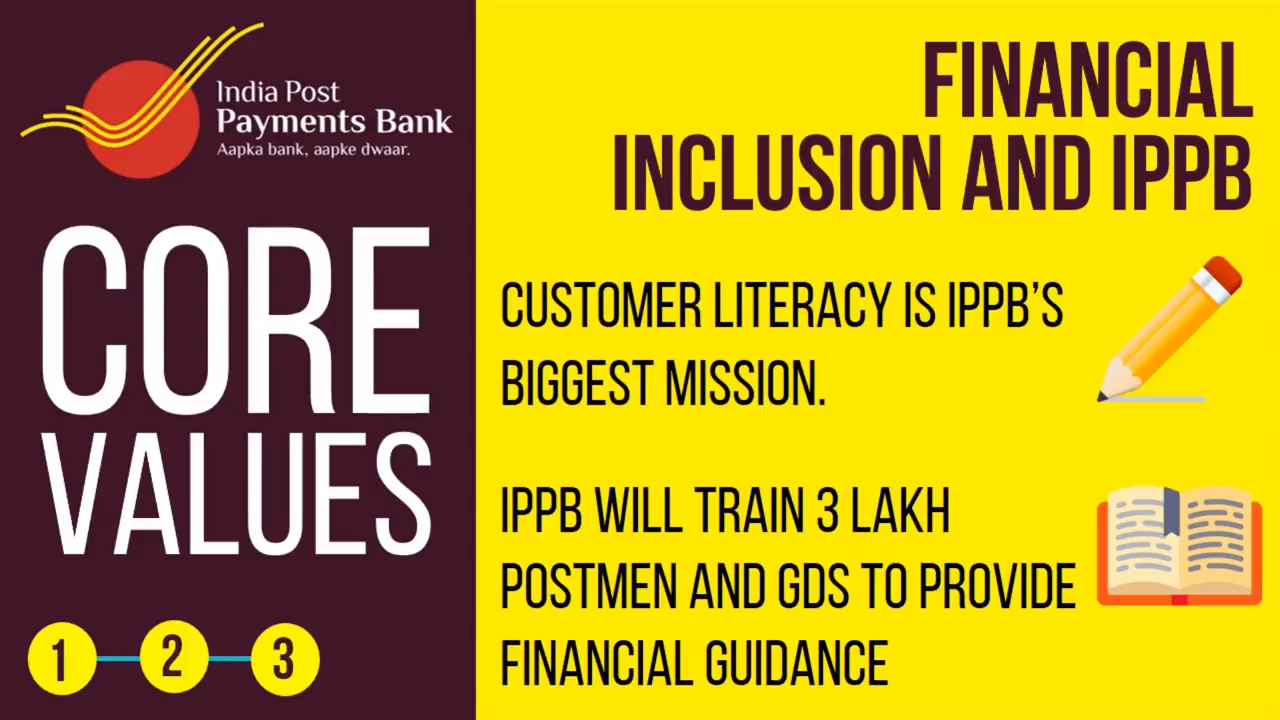 India Post
Payments Bank
Aapka bank, aapke dwaar.
CORE
VALUES
1 2 3
FINANCIAL
INCLUSION AND IPPB
CUSTOMER LITERACY IS IPPB'S
BIGGEST MISSION.
IPPB WILL TRAIN 3 LAKH
POSTMEN AND GDS TO PROVIDE
FINANCIAL GUIDANCE